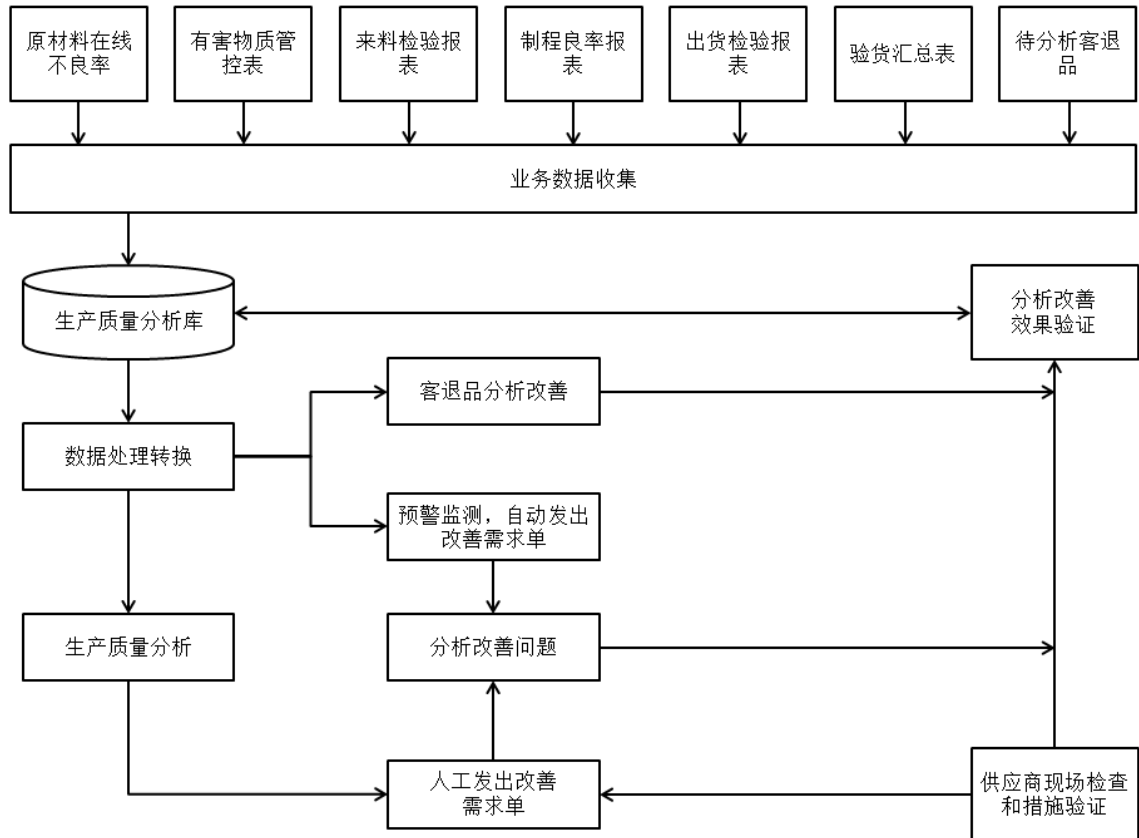 原材料在线
不良率
有害物质管
控表
来料检验报
表
制程良率报
表
出货检验报
表
验货汇总表
待分析客退
品
业务数据收集
生产质量分析库
分析改善
效果验证
客退品分析改善
数据处理转换
预警监测，自动发出
改善需求单
生产质量分析
分析改善问题
人工发出改善
需求单
供应商现场检查
和措施验证